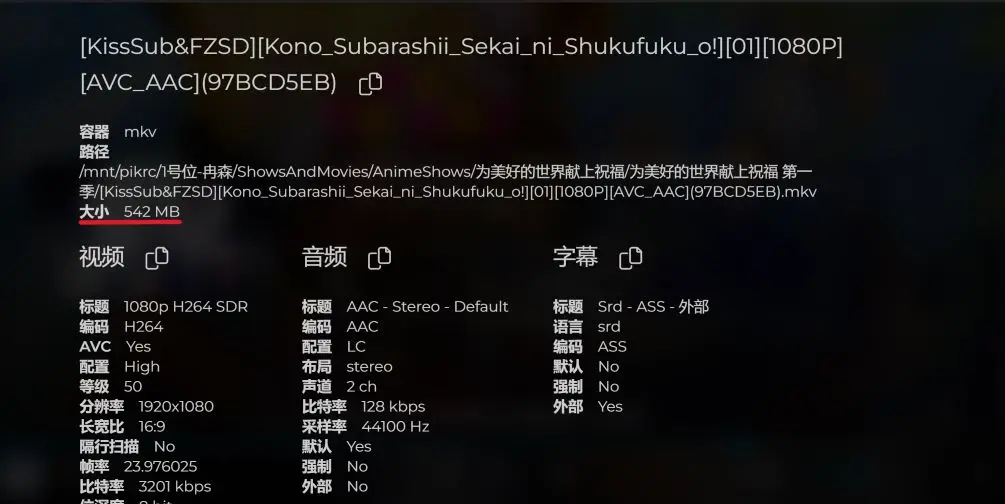 [KissSub&FZSD][Kono_Subarashii_Sekai_ni_Shukufuku_o!][01][1080P]
[AVC_AAC](97BCD5EB)
容器 mkv
路径
/mnt/pikrc/1号位-冉森/ShowsAndMovies/AnimeShows/为美好的世界献上祝福/为美好的世界献上祝福 第一
季/[KissSub&FZSD][Kono_Subarashii_Sekai_ni_Shukufuku_o!][01][1080P][AVC_AAC](97BCD5EB).mkv
大小 542 MB
视频
标题 1080p H264 SDR
编码 H264
AVC Yes
配置 High
等级 50
分辨率 1920x1080
长宽比 16:9
隔行扫描 No
帧率 23.976025
比特率 3201 kbps
位深度 8 bit
音频
标题 AAC - Stereo - Default
编码 AAC
配置 LC
布局 stereo
声道 2 ch
比特率 128 kbps
采样率 44100 Hz
默认 Yes
强制 No
外部 No
字幕
标题 Srd - ASS - 外部
语言 srd
编码 ASS
默认 No
强制 No
外部 Yes